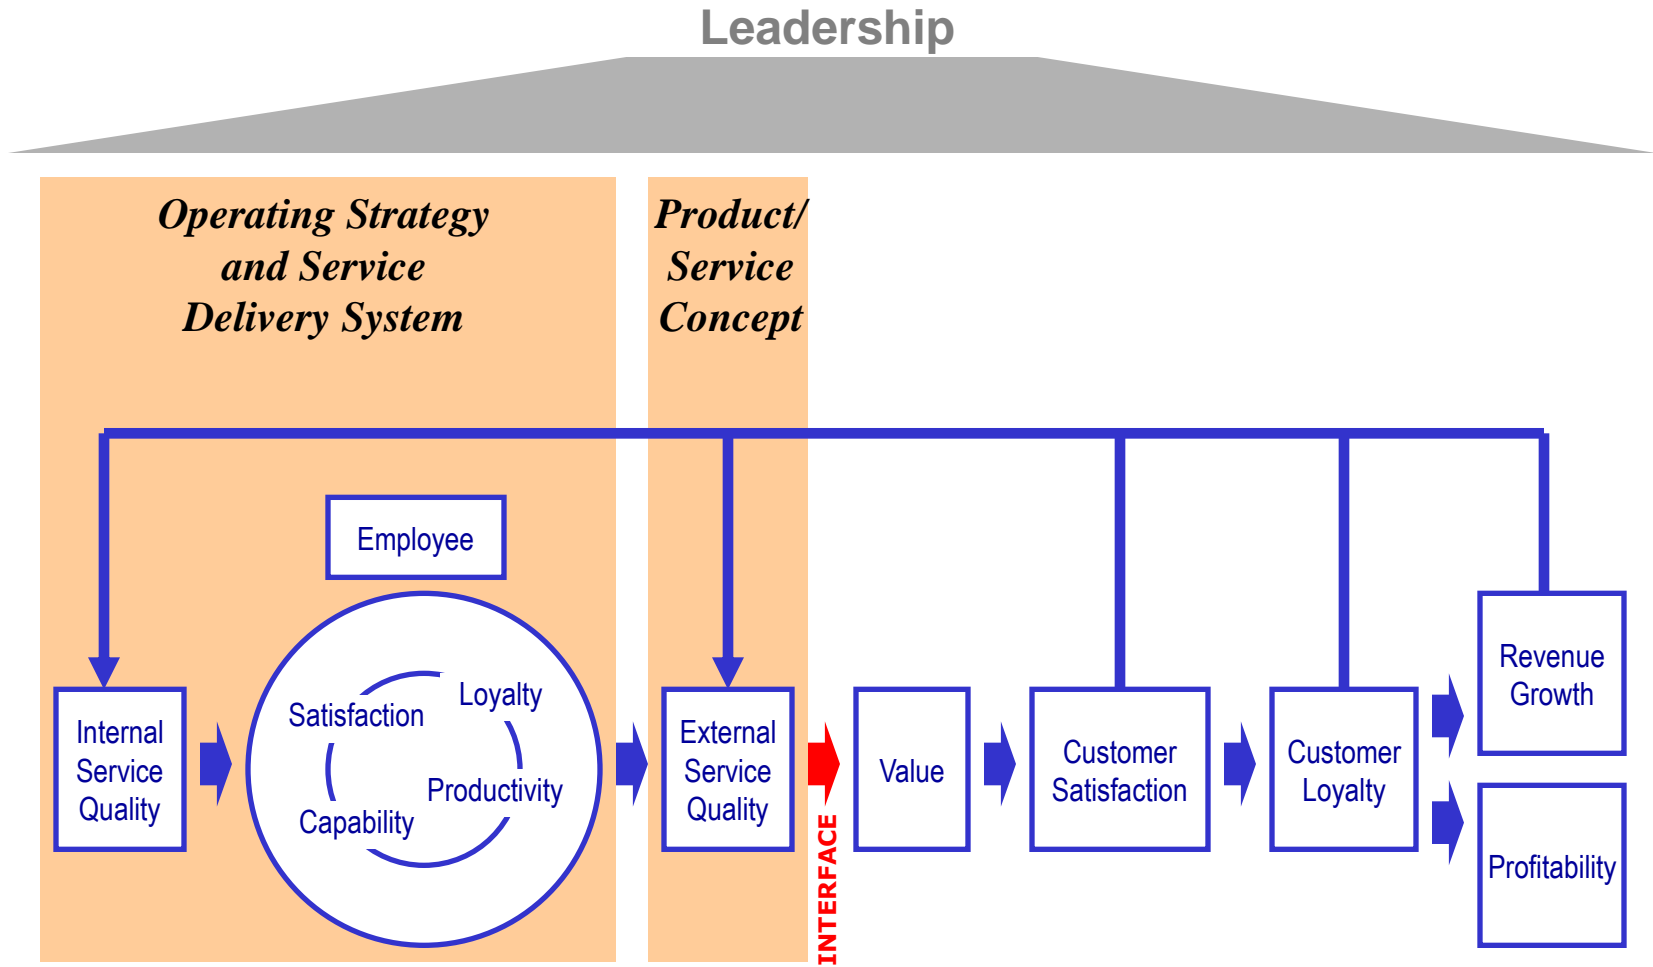 Leadership
Operating Strategy
and Service
Delivery System
Product/
Service
Concept
Employee
Internal
Service
Quality
Satisfaction
Loyalty
Productivity
Capability
External
Service
Quality
INTERFACE
Value
Customer
Satisfaction
Customer
Loyalty
Revenue
Growth
Profitability